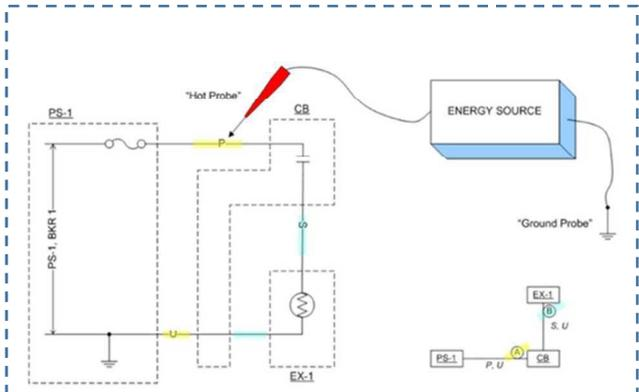 "Hot Probe"
PS-1
CB
ENERGY SOURCE
P
PS-1, BKR 1
S
"Ground Probe"
U
EX-1
EX-1
B
S, U
A
PS-1
P, U
CB